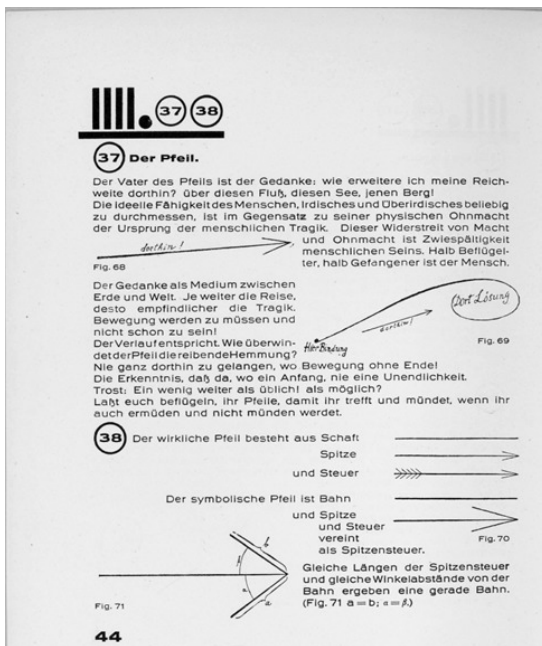 IIII. 37 38
37 Der Pfeil.
Der Vater des Pfeils ist der Gedanke: wie erweitere ich meine Reich-
weite dorthin? über diesen Fluß, diesen See, jenen Berg!
Die ideelle Fähigkeit des Menschen, Irdisches und Überirdisches beliebig
zu durchmessen, ist im Gegensatz zu seiner physischen Ohnmacht
der Ursprung der menschlichen Tragik. Dieser Widerstreit von Macht
und Ohnmacht ist Zwiespältigkeit
menschlichen Seins. Halb Beflügel-
ter, halb Gefangener ist der Mensch.
dorthin!
Fig. 68
Der Gedanke als Medium zwischen
Erde und Welt. Je weiter die Reise,
desto empfindlicher die Tragik.
Bewegung werden zu müssen und
nicht schon zu sein!
Der Verlauf entspricht. Wie überwin-
det der Pfeil die reibende Hemmung?
Hier Bindung
dorthin!
Dort Lösung
Fig. 69
Nie ganz dorthin zu gelangen, wo Bewegung ohne Ende!
Die Erkenntnis, daß da, wo ein Anfang, nie eine Unendlichkeit.
Trost: Ein wenig weiter als üblich! als möglich?
Laßt euch beflügeln, ihr Pfeile, damit ihr trefft und mündet, wenn ihr
auch ermüden und nicht münden werdet.
38 Der wirkliche Pfeil besteht aus Schaft
Spitze
und Steuer
Der symbolische Pfeil ist Bahn
und Spitze
und Steuer
vereint
als Spitzensteuer.
Fig. 70
b
β
α
a
Fig. 71
Gleiche Längen der Spitzensteuer
und gleiche Winkelabstände von der
Bahn ergeben eine gerade Bahn.
(Fig. 71 a = b; α = β.)
44